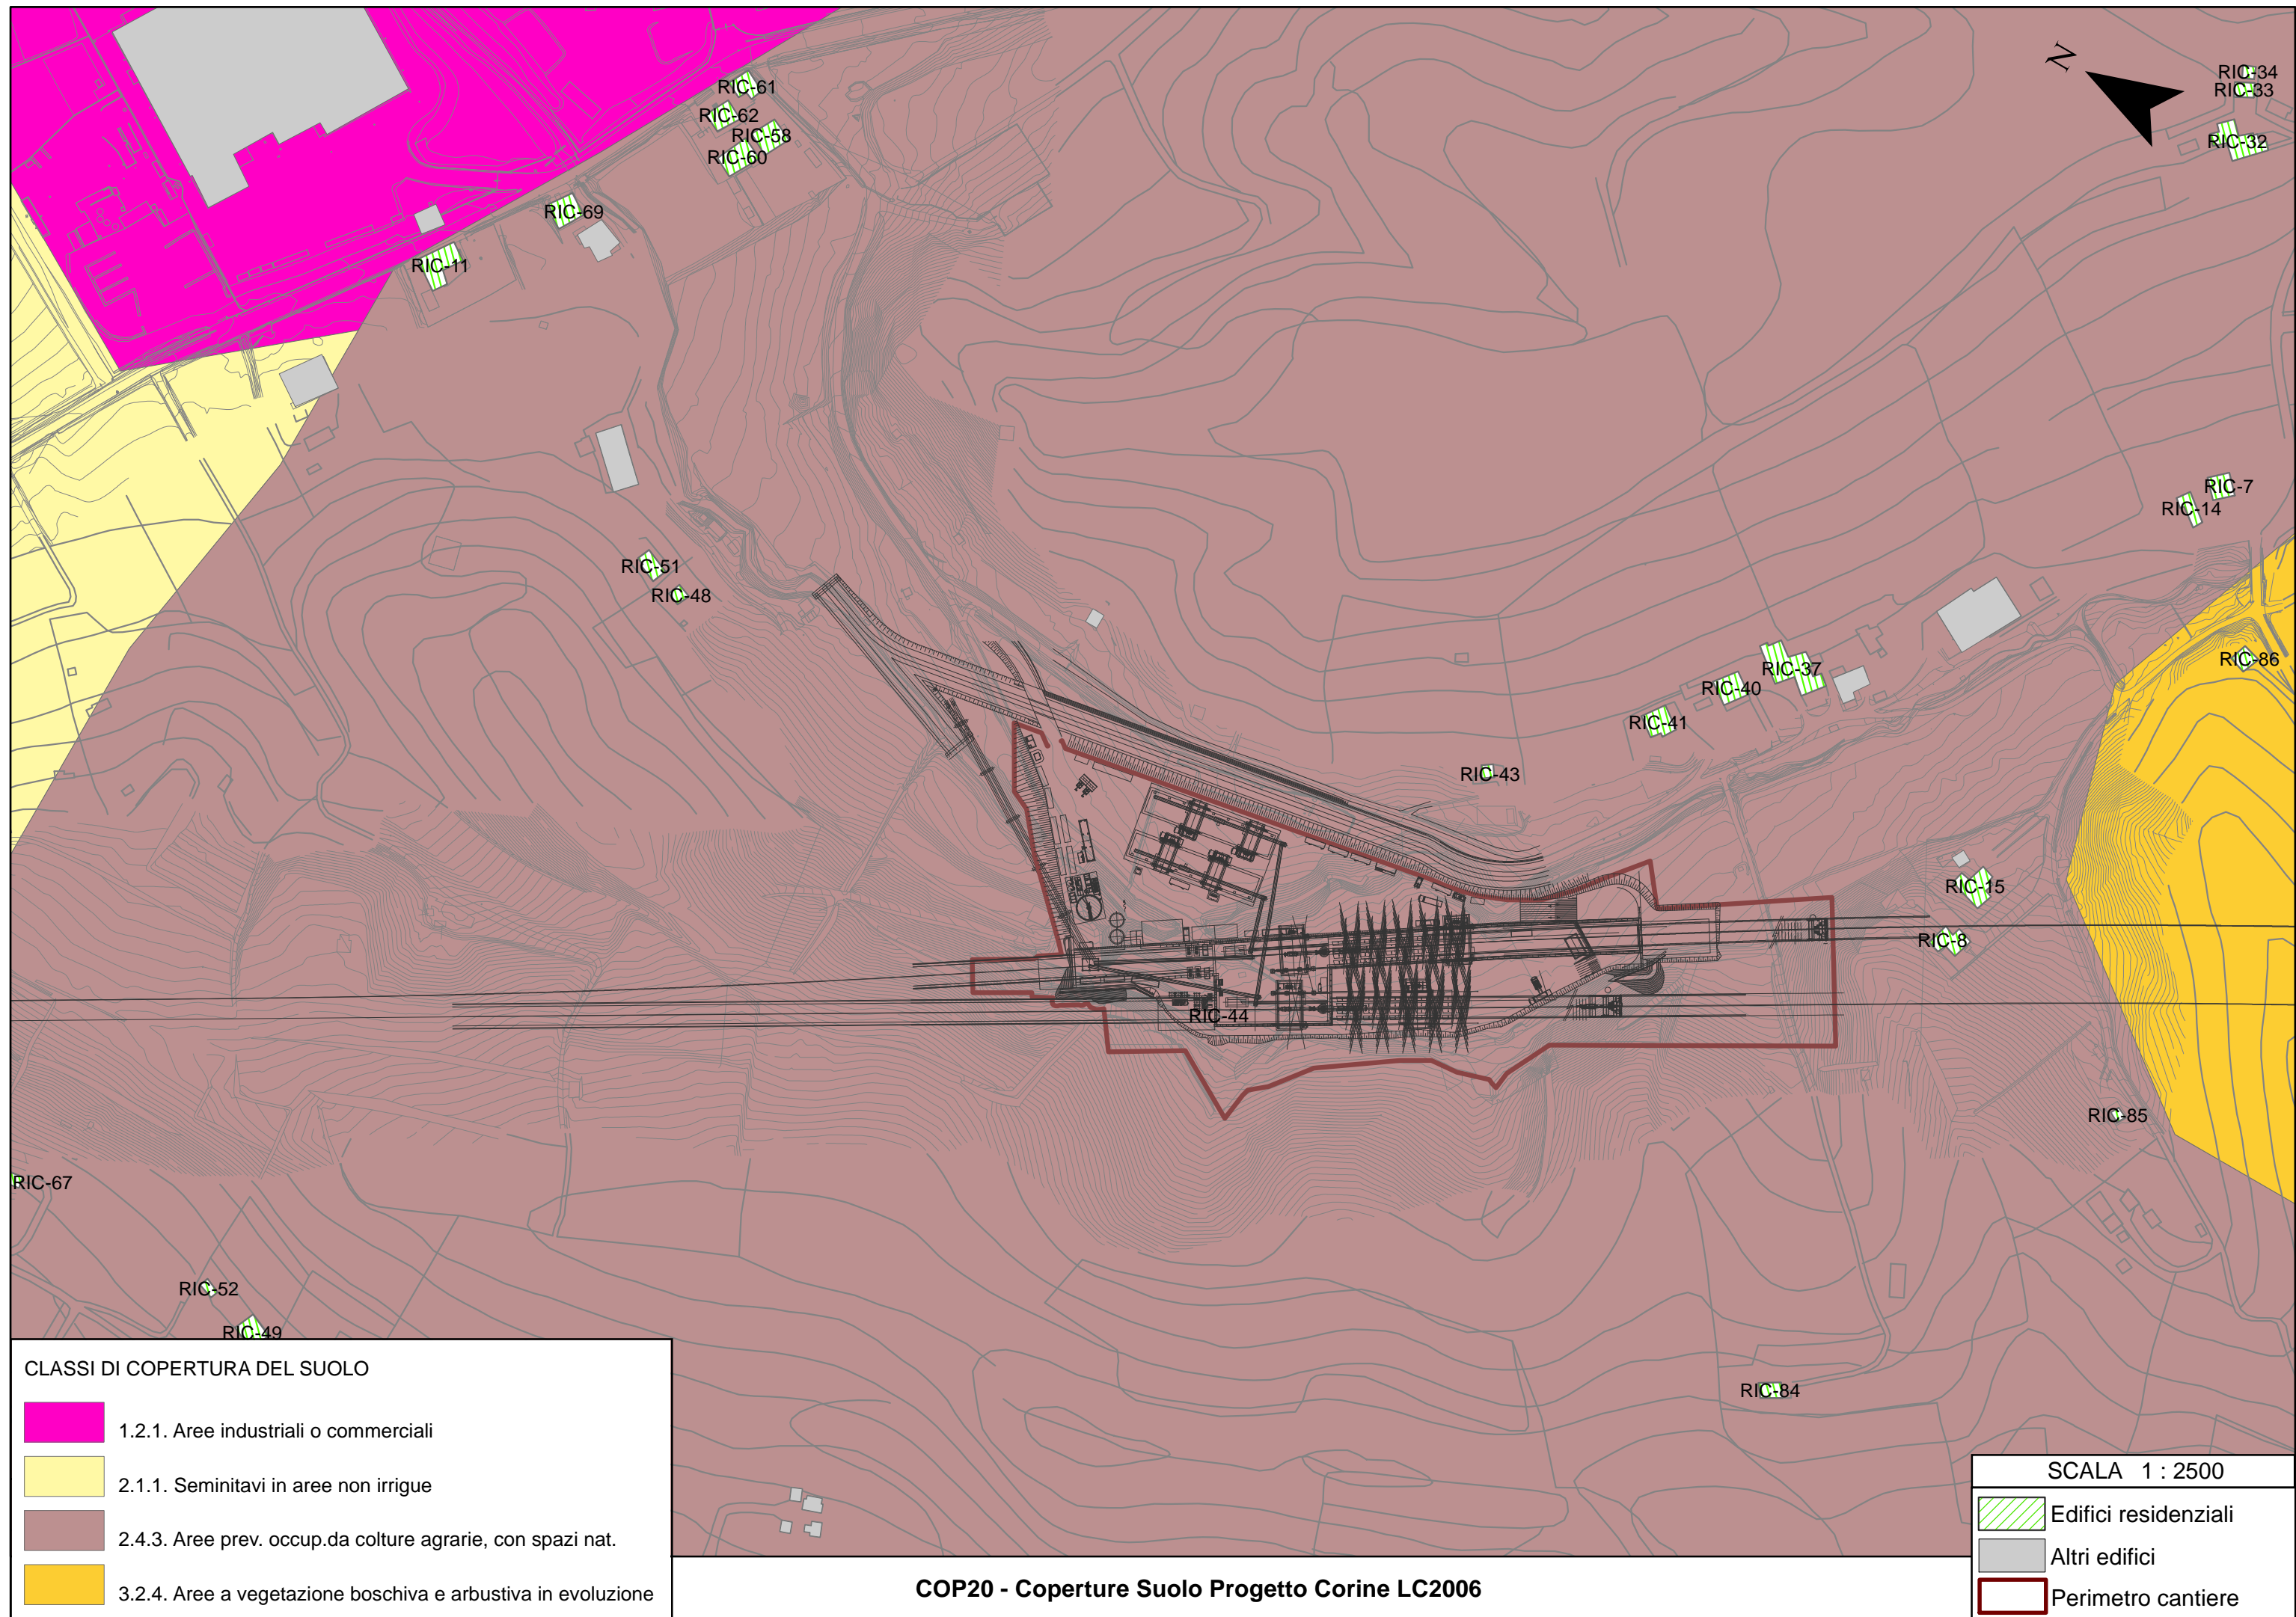 N
RIC-34
RIC-33
RIC-61
RIC-62
RIC-58
RIC-32
RIC-60
RIC-69
RIC-11
RIC-7
RIC-14
RIC-51
RIC-48
RIC-86
RIC-37
RIC-40
RIC-41
RIC-43
RIC-15
RIC-8
RIC-44
RIC-85
RIC-67
RIC-52
RIC-49
RIC-84
CLASSI DI COPERTURA DEL SUOLO
1.2.1. Aree industriali o commerciali
2.1.1. Seminitavi in aree non irrigue
2.4.3. Aree prev. occup.da colture agrarie, con spazi nat.
3.2.4. Aree a vegetazione boschiva e arbustiva in evoluzione
COP20 - Coperture Suolo Progetto Corine LC2006
SCALA 1 : 2500
Edifici residenziali
Altri edifici
Perimetro cantiere